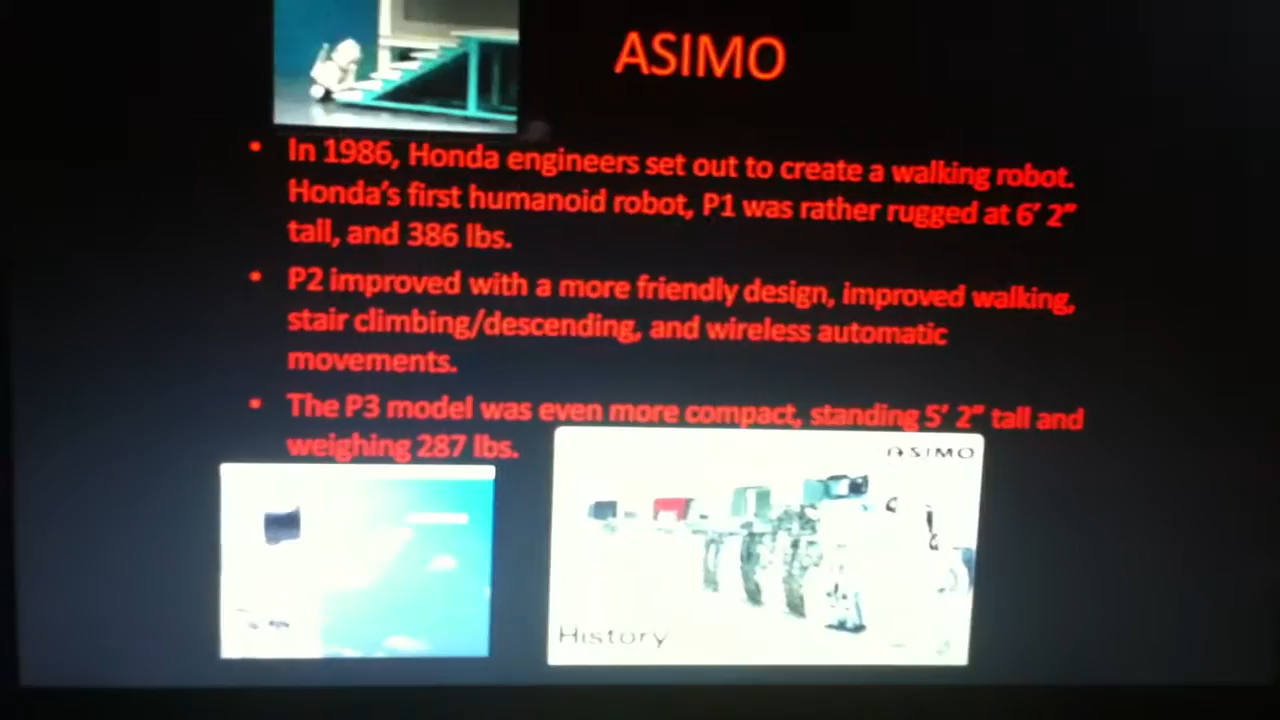 ASIMO
• In 1986, Honda engineers set out to create a walking robot.
Honda's first humanoid robot, P1 was rather rugged at 6' 2"
tall, and 386 lbs.
• P2 improved with a more friendly design, improved walking,
stair climbing/descending, and wireless automatic
movements.
• The P3 model was even more compact, standing 5' 2" tall and
weighing 287 lbs.
ASIMO
History